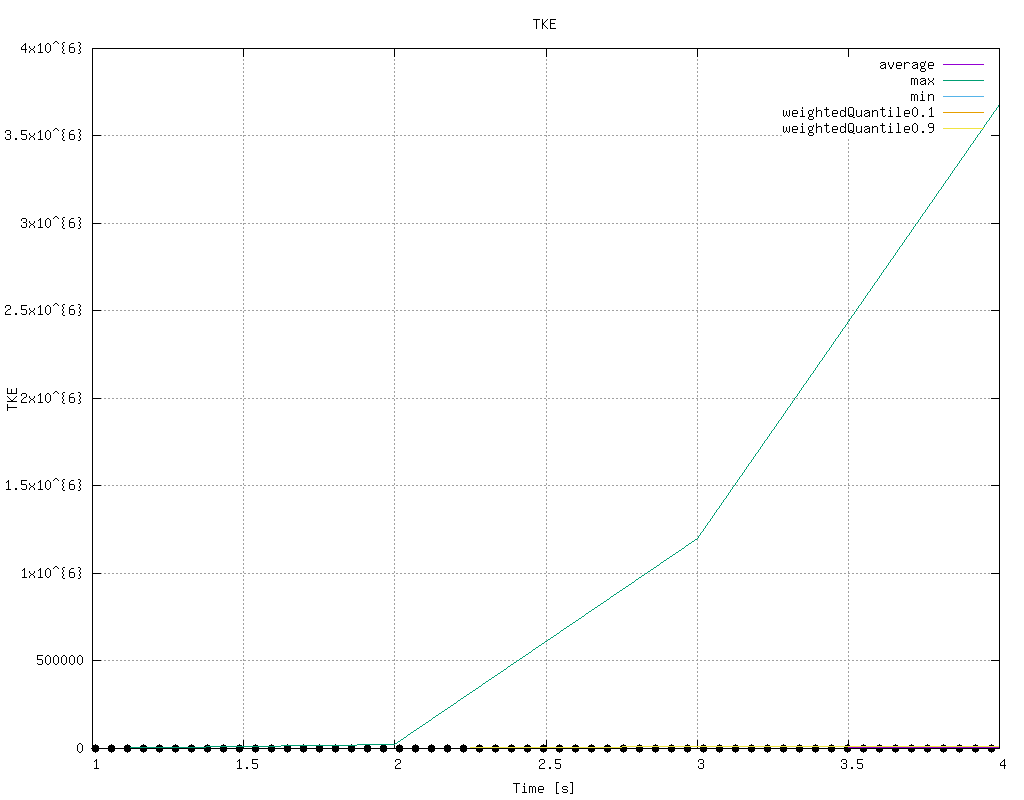 TKE
4x10^{6}
3.5x10^{6}
3x10^{6}
2.5x10^{6}
2x10^{6}
1.5x10^{6}
1x10^{6}
500000
0
TKE
average
max
min
weightedQuantile0.1
weightedQuantile0.9
1 1.5 2 2.5 3 3.5 4
Time [s]